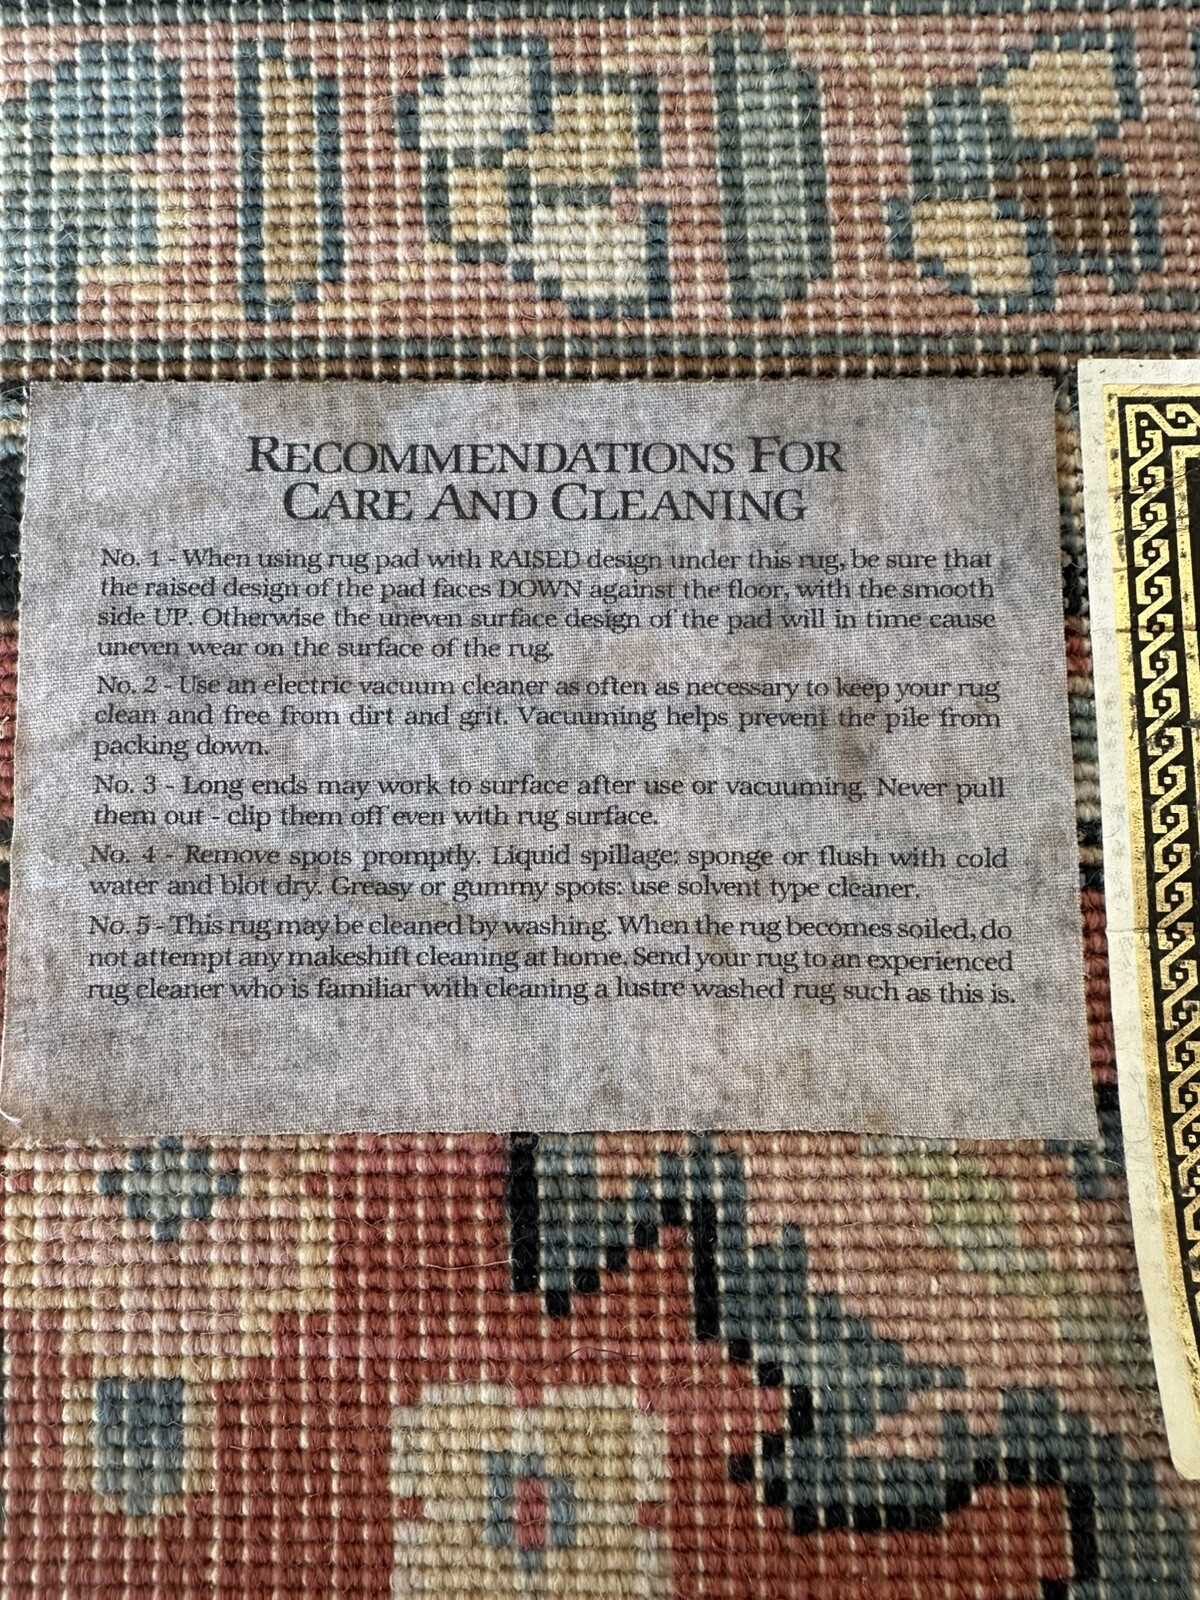 RECOMMENDATIONS FOR
CARE AND CLEANING
No. 1 - When using rug pad with RAISED design under this rug, be sure that
the raised design of the pad faces DOWN against the floor, with the smooth
side UP. Otherwise the uneven surface design of the pad will in time cause
uneven wear on the surface of the rug.
No. 2 - Use an electric vacuum cleaner as often as necessary to keep your rug
clean and free from dirt and grit. Vacuuming helps prevent the pile from
packing down.
No. 3 - Long ends may work to surface after use or vacuuming. Never pull
them out - clip them off even with rug surface.
No. 4 - Remove spots promptly. Liquid spillage: sponge or flush with cold
water and blot dry. Greasy or gummy spots: use solvent type cleaner.
No. 5 - This rug may be cleaned by washing. When the rug becomes soiled, do
not attempt any makeshift cleaning at home. Send your rug to an experienced
rug cleaner who is familiar with cleaning a lustre washed rug such as this is.